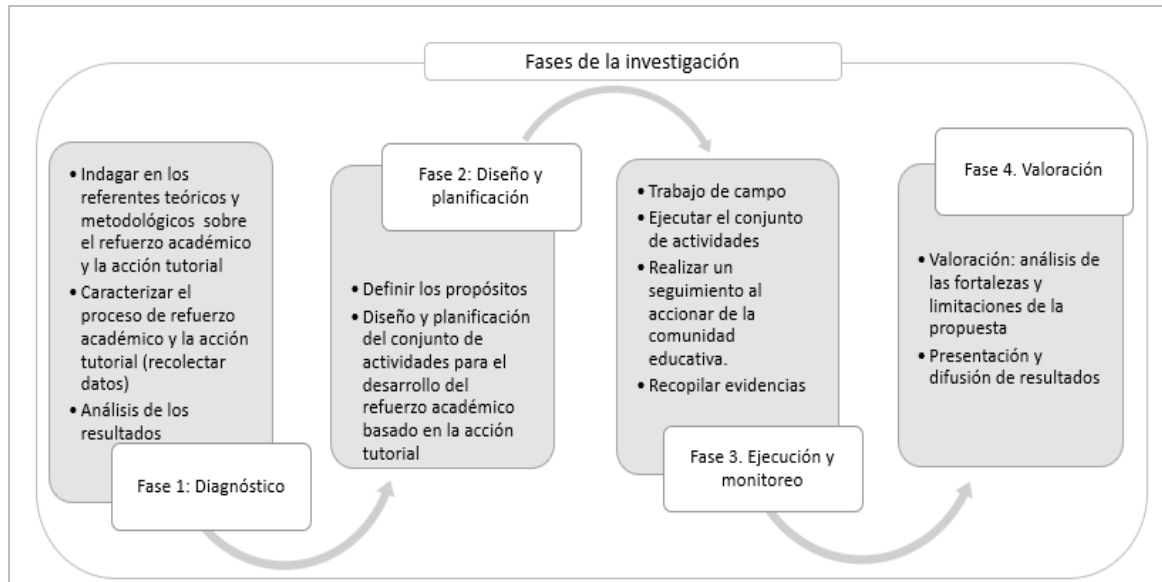 Fases de la investigación
• Indagar en los
referentes teóricos y
metodológicos sobre
el refuerzo académico
y la acción tutorial
• Caracterizar el
proceso de refuerzo
académico y la acción
tutorial (recolectar
datos)
• Análisis de los
resultados
Fase 1: Diagnóstico
Fase 2: Diseño y
planificación
• Definir los propósitos
• Diseño y planificación
del conjunto de
actividades para el
desarrollo del
refuerzo académico
basado en la acción
tutorial
• Trabajo de campo
• Ejecutar el conjunto
de actividades
• Realizar un
seguimiento al
accionar de la
comunidad
educativa.
• Recopilar evidencias
Fase 3. Ejecución y
monitoreo
Fase 4. Valoración
• Valoración: análisis de
las fortalezas y
limitaciones de la
propuesta
• Presentación y
difusión de resultados